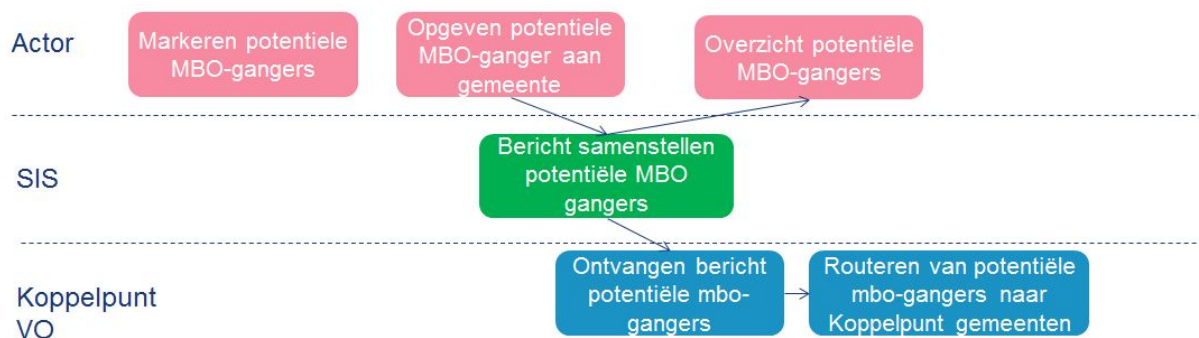 Actor
Markeren potentiele
MBO-gangers
Opgeven potentiele
MBO-ganger aan
gemeente
Overzicht potentiële
MBO-gangers
SIS
Bericht samenstellen
potentiële MBO
gangers
Koppelpunt
VO
Ontvangen bericht
potentiële mbo-
gangers
Routeren van potentiële
mbo-gangers naar
Koppelpunt gemeenten